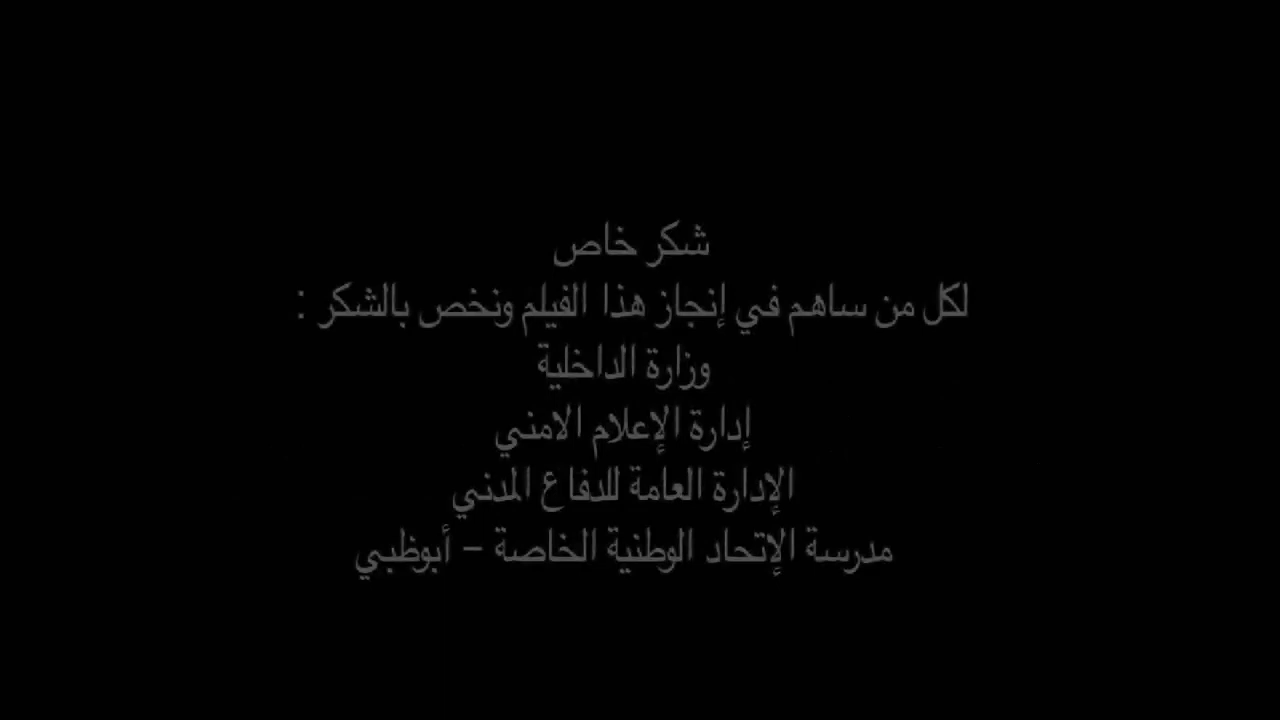 شكر خاص
لكل من ساهم في إنجاز هذا الفيلم ونخص بالشكر :
وزارة الداخلية
إدارة الإعلام الامني
الإدارة العامة للدفاع المدني
مدرسة الإتحاد الوطنية الخاصة – أبوظبي